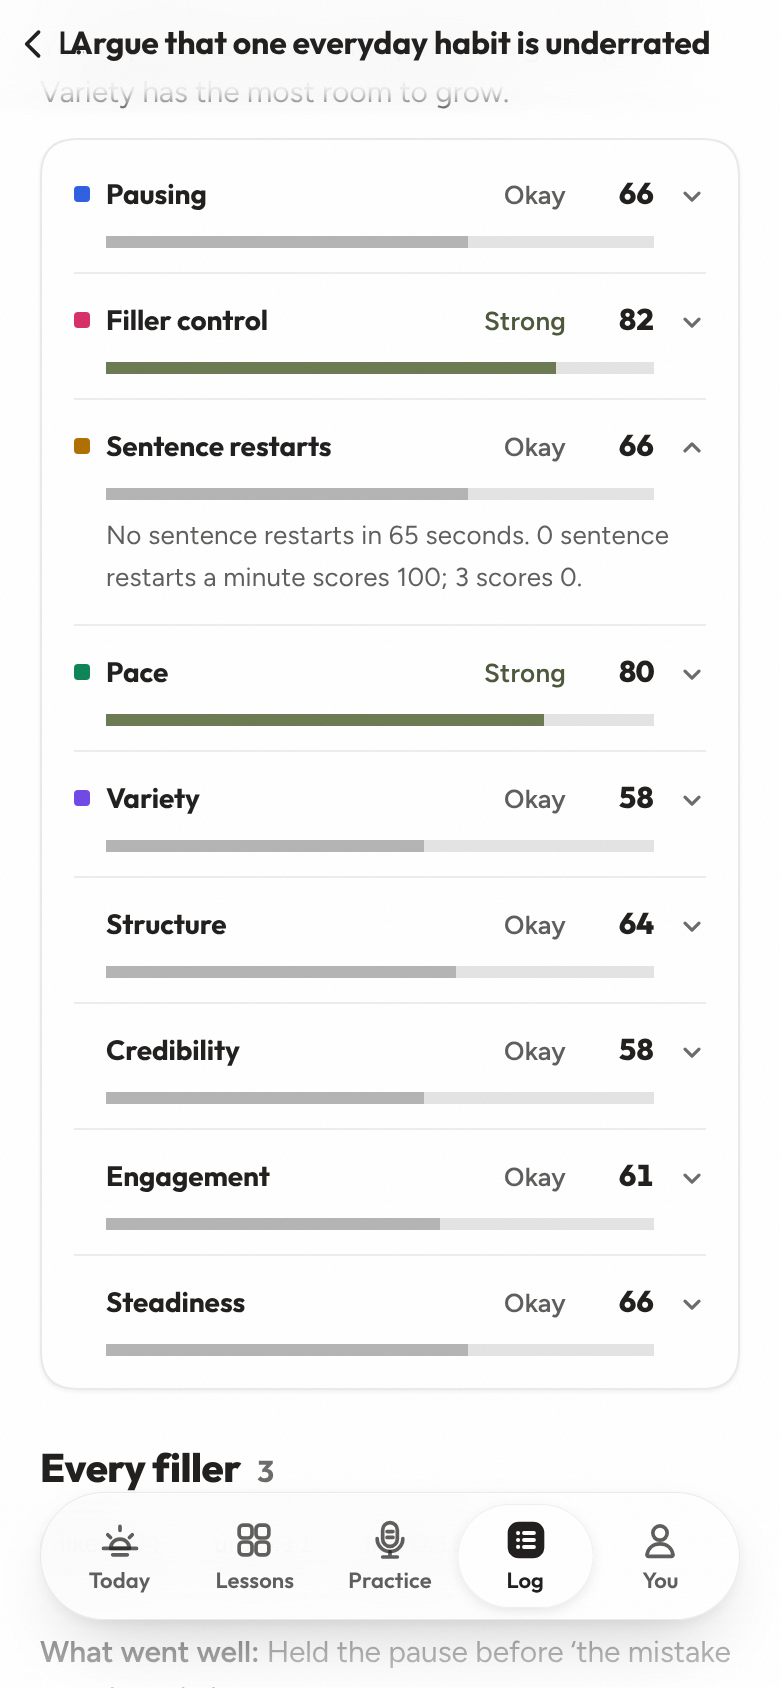 Argue that one everyday habit is underrated
Variety has the most room to grow.
Pausing Okay 66
Filler control Strong 82
Sentence restarts Okay 66
No sentence restarts in 65 seconds. 0 sentence
restarts a minute scores 100; 3 scores 0.
Pace Strong 80
Variety Okay 58
Structure Okay 64
Credibility Okay 58
Engagement Okay 61
Steadiness Okay 66
Every filler 3
Today Lessons Practice Log You
What went well: Held the pause before ‘the mistake